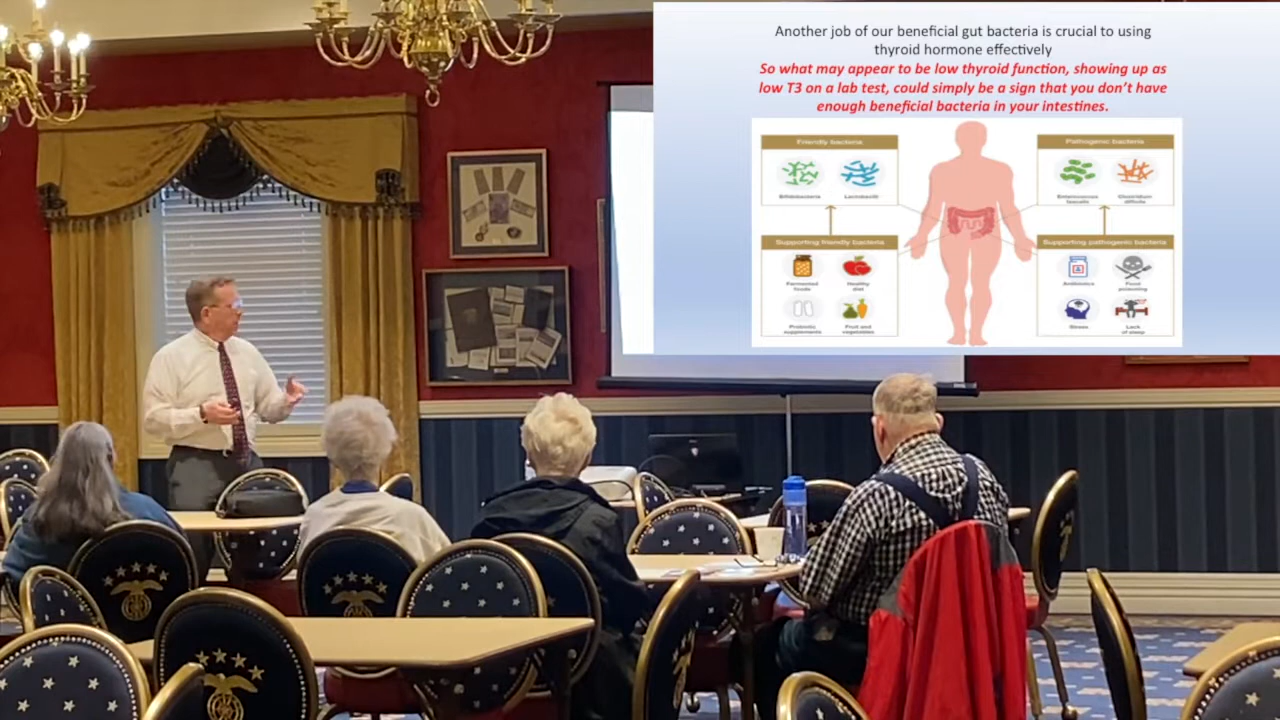 Another job of our beneficial gut bacteria is crucial to using
thyroid hormone effectively
So what may appear to be low thyroid function, showing up as
low T3 on a lab test, could simply be a sign that you don't have
enough beneficial bacteria in your intestines.
Friendly bacteria
Bifidobacteria
Lactobacilli
Supporting friendly bacteria
Fermented
foods
Healthy
diet
Probiotic
supplements
Fruit and
vegetables
Pathogenic bacteria
Enterococcus
faecalis
Clostridium
difficile
Supporting pathogenic bacteria
Antibiotics
Food
poisoning
Stress
Lack
of sleep